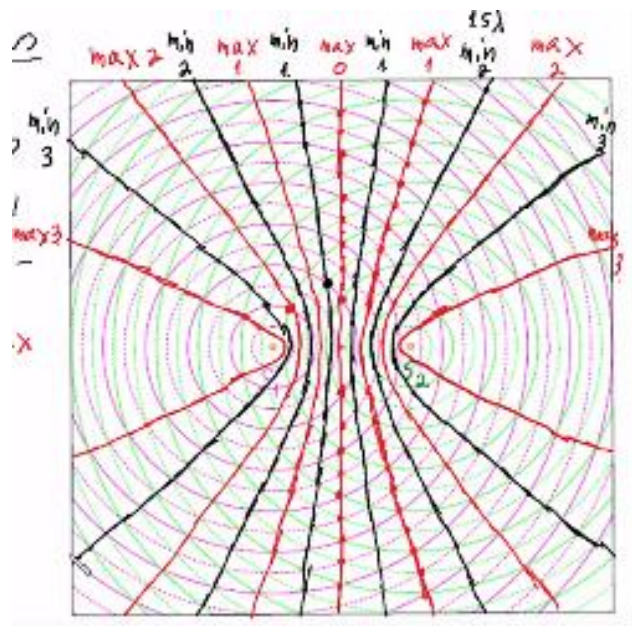 15λ
max 2 min 2 max 1 min 1 max 0 min 1 max 1 min 2 max 2
min 3 min 3
max 3 max 3
x
S2